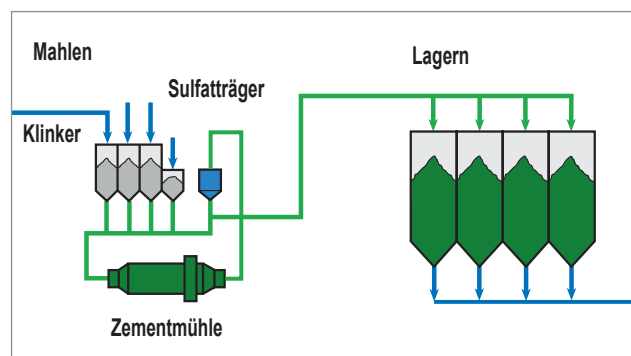 Mahlen
Lagern
Sulfatträger
Klinker
Zementmühle